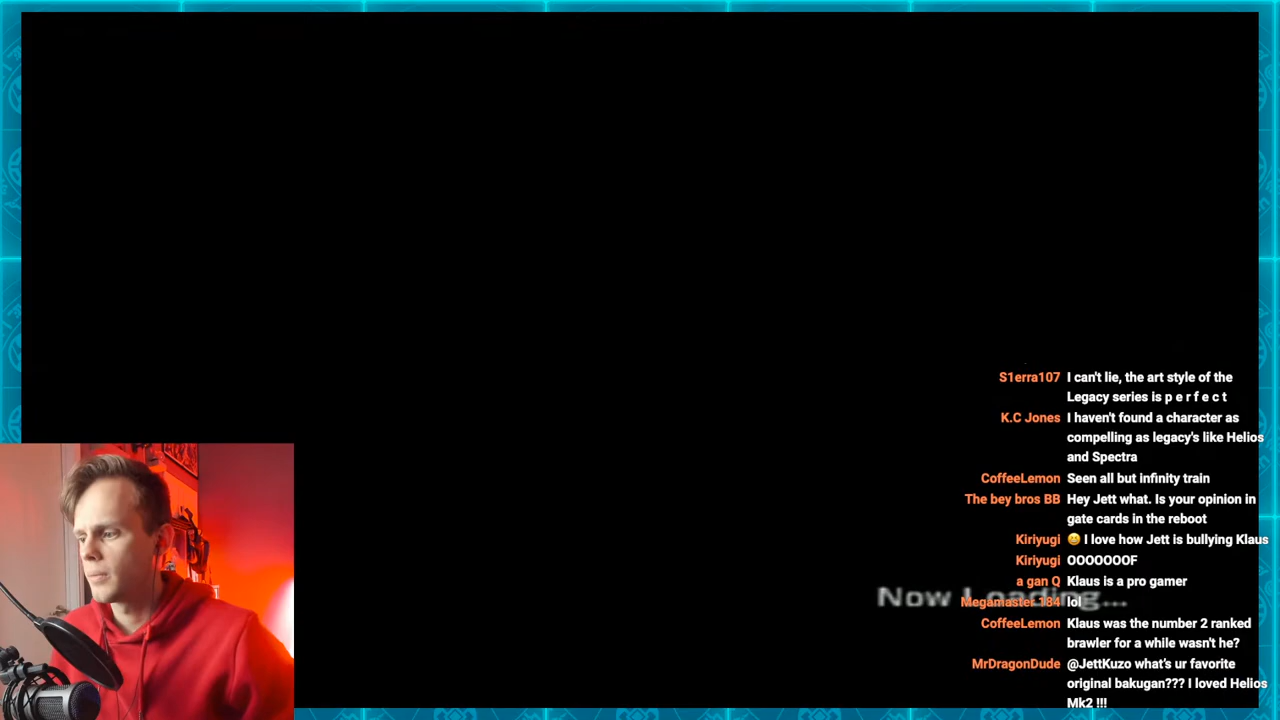 S1erra107 I can't lie, the art style of the
Legacy series is p e r f e c t
K.C Jones I haven't found a character as
compelling as legacy's like Helios
and Spectra
CoffeeLemon Seen all but infinity train
The bey bros BB Hey Jett what. Is your opinion in
gate cards in the reboot
Kiriyugi 😀 I love how Jett is bullying Klaus
Kiriyugi OOOOOOOF
a gan Q Klaus is a pro gamer
Now Loading...
Megamaster 184 lol
CoffeeLemon Klaus was the number 2 ranked
brawler for a while wasn't he?
MrDragonDude @JettKuzo what's ur favorite
original bakugan??? I loved Helios
Mk2 !!!